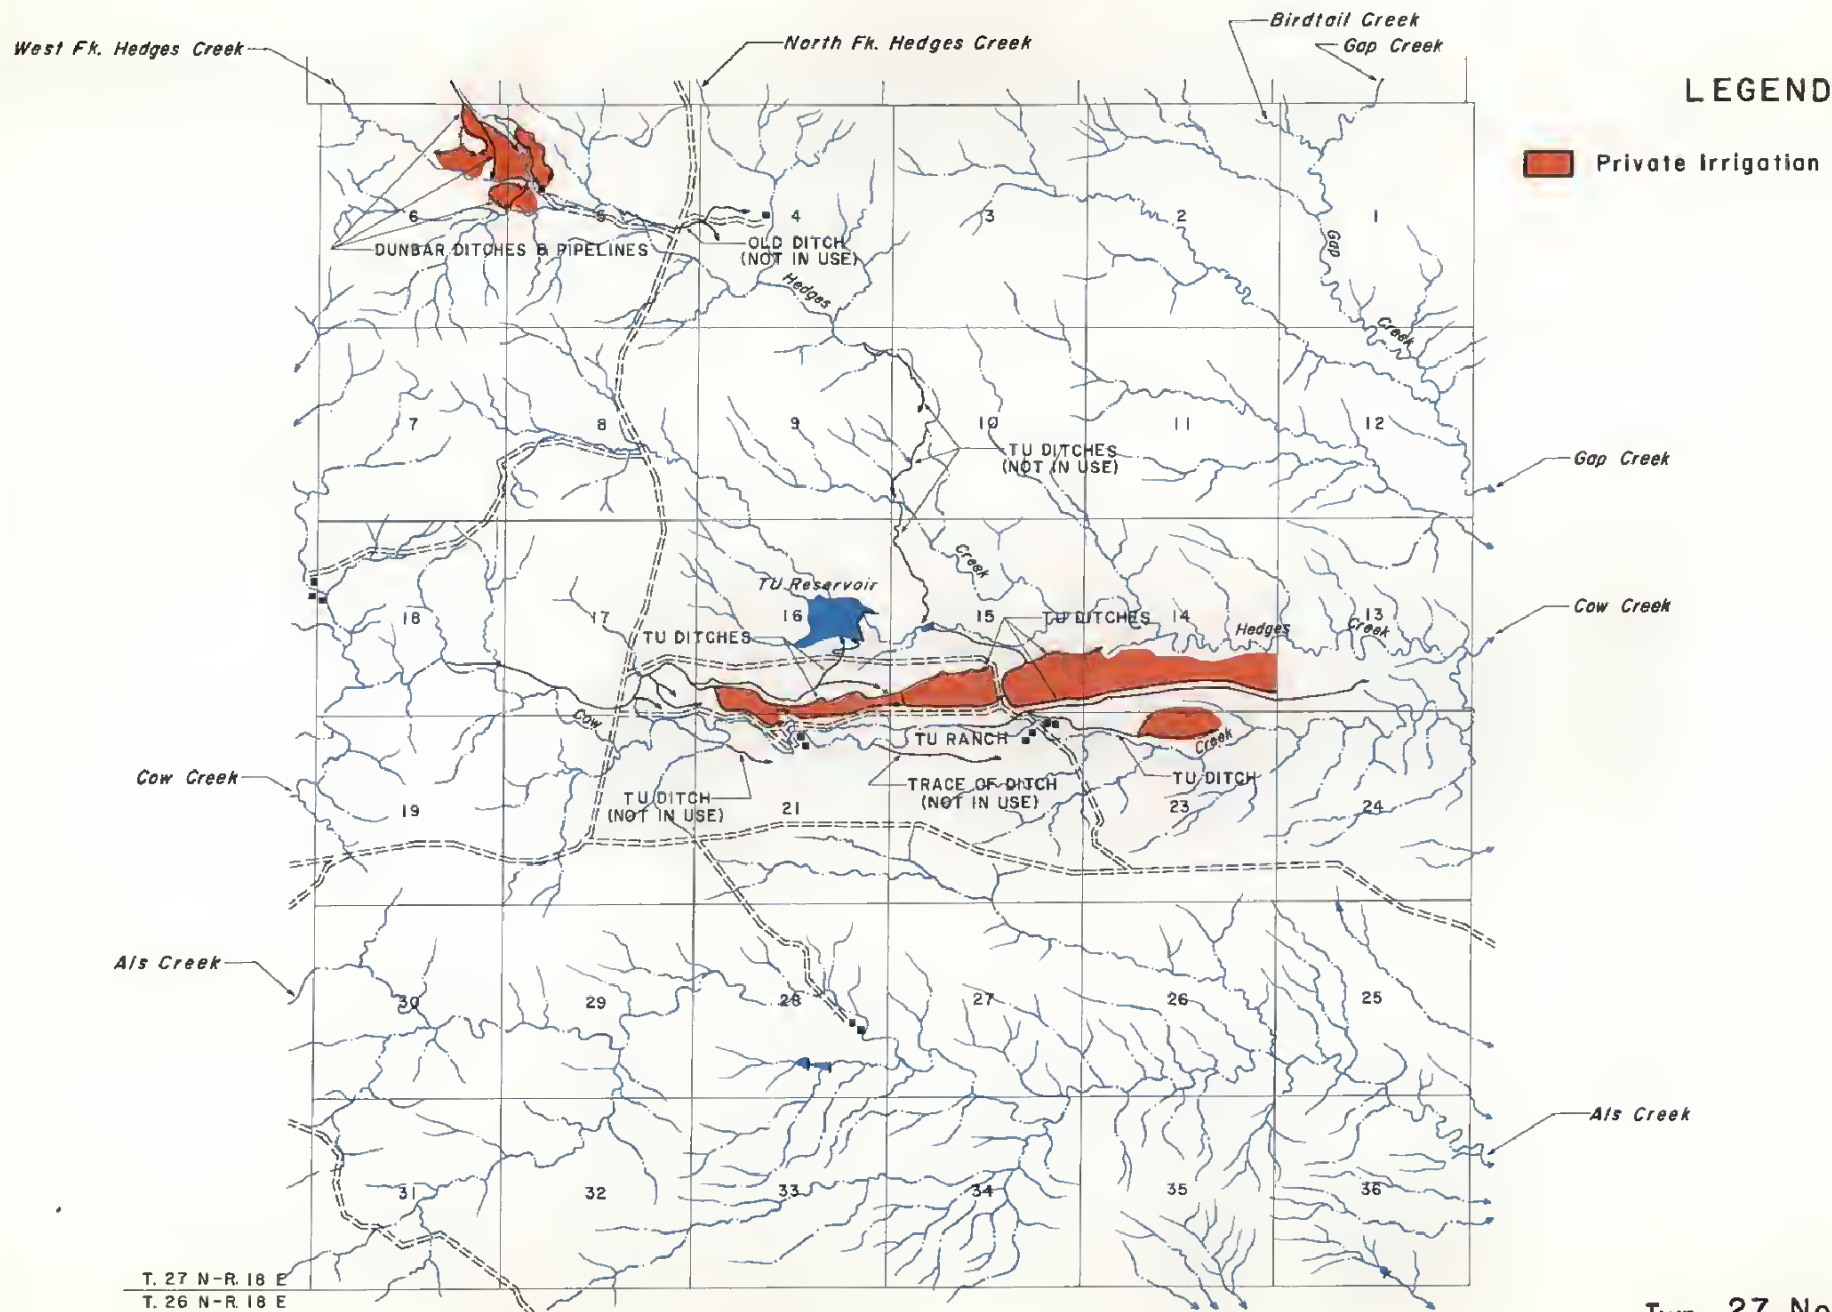 Birdtail Creek
West Fk. Hedges Creek
North Fk. Hedges Creek
Gap Creek
LEGEND
Private Irrigation
6
5
4
3
2
1
DUNBAR DITCHES & PIPELINES
OLD DITCH
(NOT IN USE)
Gap
Hedges
Creek
7
8
9
10
11
12
TU DITCHES
(NOT IN USE)
Gap Creek
Creek
TU Reservoir
18
17
16
15
TU DITCHES
14
13
Cow Creek
TU DITCHES
Hedges
Creek
Cow
TU RANCH
Creek
Cow Creek
TU DITCH
(NOT IN USE)
TRACE OF DITCH
(NOT IN USE)
TU DITCH
19
21
23
24
Als Creek
30
29
28
27
26
25
Als Creek
31
32
33
34
35
36
T. 27 N-R. 18 E
T. 26 N-R. 18 E